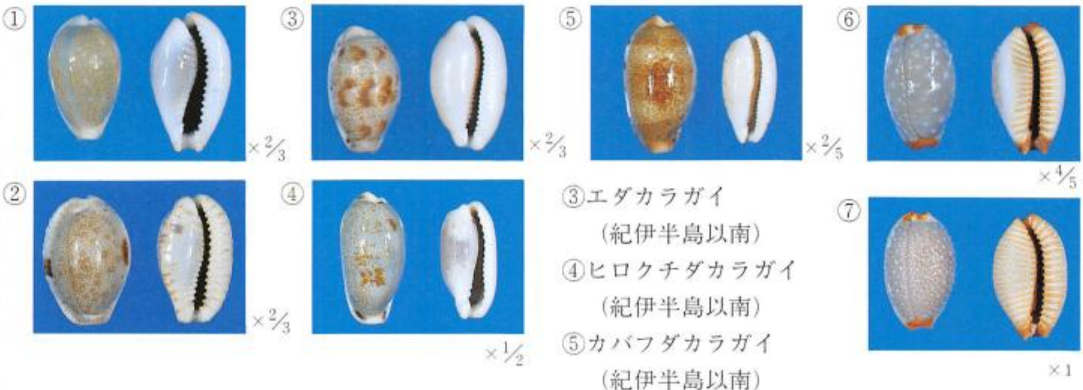 ①
×2/3
③
×2/3
⑤
×2/5
⑥
×4/5
②
×2/3
④
×1/2
③エダカラガイ
(紀伊半島以南)
④ヒロクチダカラガイ
(紀伊半島以南)
⑤カバフダカラガイ
(紀伊半島以南)
⑦
×1